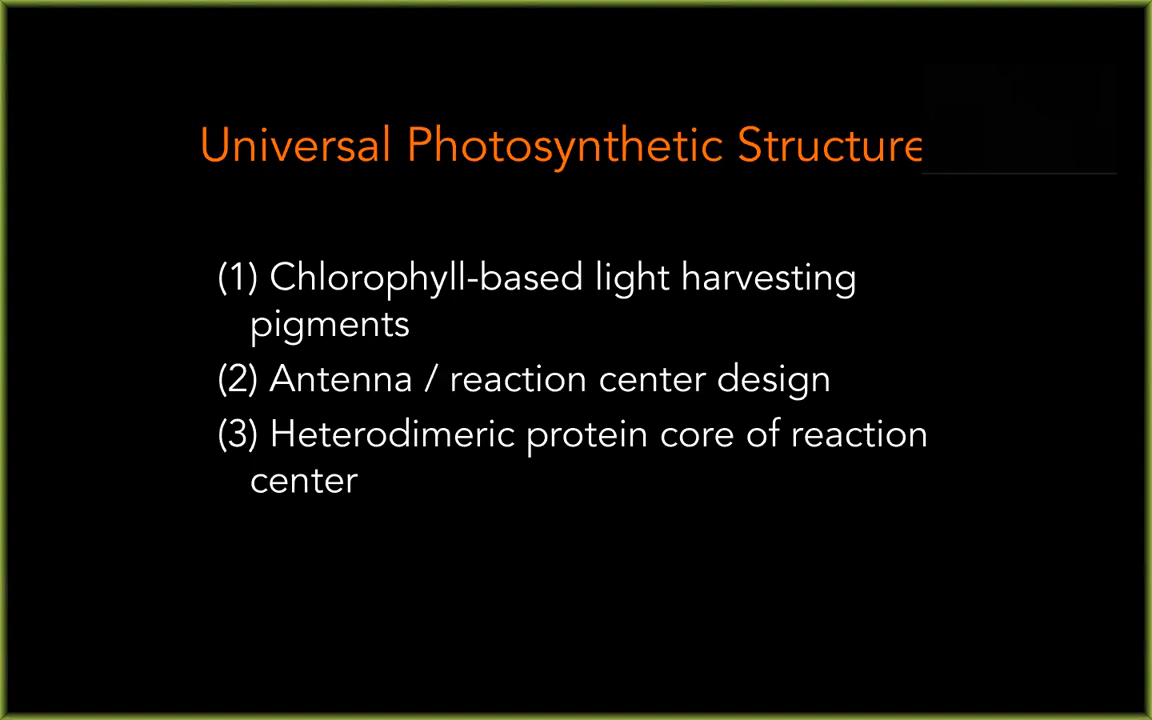 Universal Photosynthetic Structure
(1) Chlorophyll-based light harvesting
pigments
(2) Antenna / reaction center design
(3) Heterodimeric protein core of reaction
center